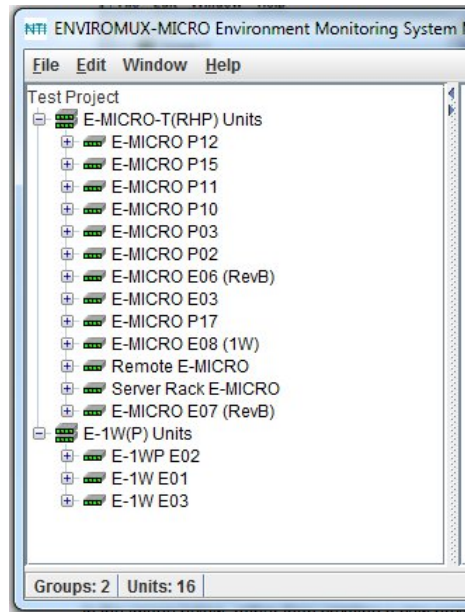 NTI ENVIROMUX-MICRO Environment Monitoring System
File Edit Window Help
Test Project
E-MICRO-T(RHP) Units
E-MICRO P12
E-MICRO P15
E-MICRO P11
E-MICRO P10
E-MICRO P03
E-MICRO P02
E-MICRO E06 (RevB)
E-MICRO E03
E-MICRO P17
E-MICRO E08 (1W)
Remote E-MICRO
Server Rack E-MICRO
E-MICRO E07 (RevB)
E-1W(P) Units
E-1WP E02
E-1W E01
E-1W E03
Groups: 2 Units: 16